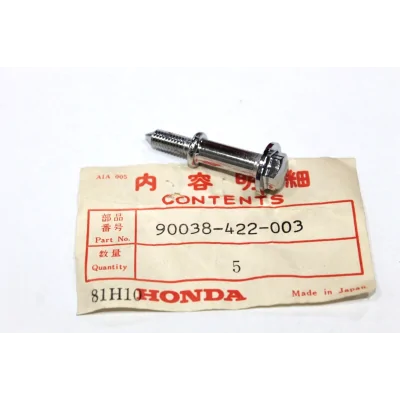 AIA 005
内容明細
CONTENTS
部品
番号
Part No.
90038-422-003
数量
Quantity
5
81H10 HONDA
Made in Japan